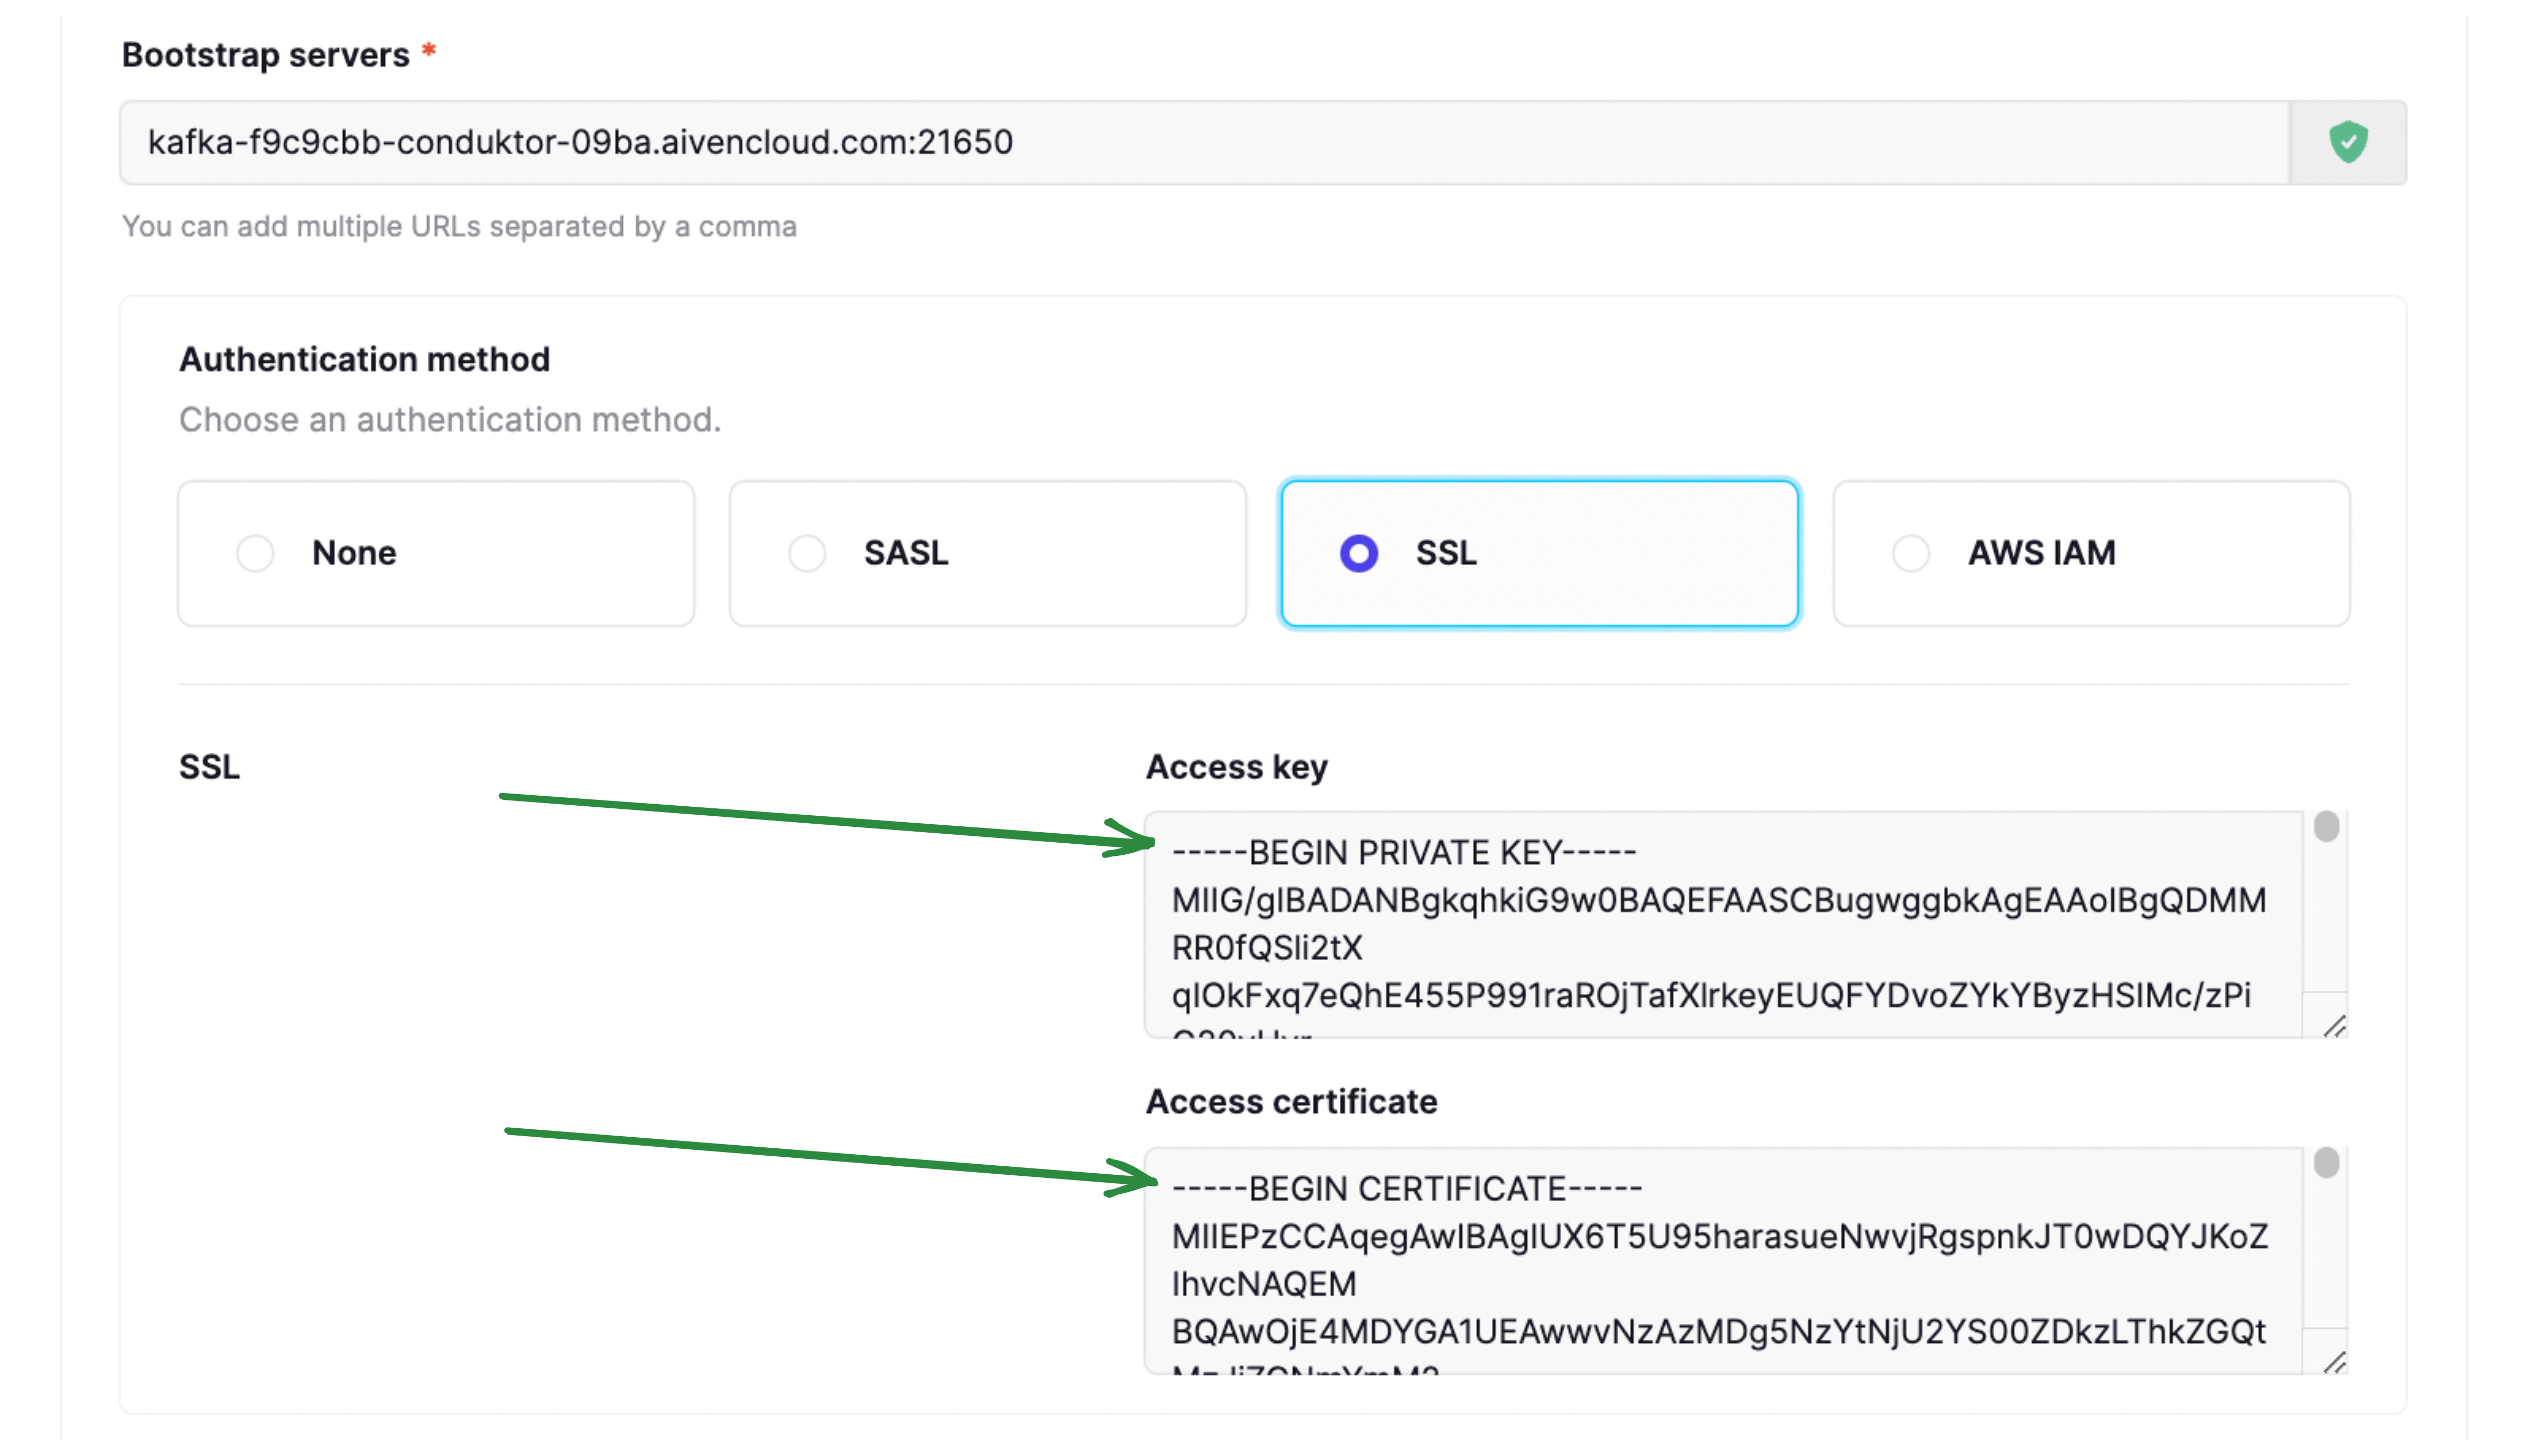 Bootstrap servers *
kafka-f9c9cbb-conduktor-09ba.aivencloud.com:21650
You can add multiple URLs separated by a comma
Authentication method
Choose an authentication method.
None
SASL
SSL
AWS IAM
SSL
Access key
-----BEGIN PRIVATE KEY-----
MIIG/gIBADANBgkqhkiG9w0BAQEFAASCBugwggbkAgEAAoIBgQDMM
RR0fQSli2tX
qIOkFxq7eQhE455P991raROjTafXlrkeyEUQFYDvoZYkYByzHSIMc/zPi
Access certificate
-----BEGIN CERTIFICATE-----
MIIEPzCCAqegAwIBAgIUX6T5U95harasueNwvjRgspnkJT0wDQYJKoZ
IhvcNAQEM
BQAwOjE4MDYGA1UEAwwvNzAzMDg5NzYtNjU2YS00ZDkzLThkZGQt